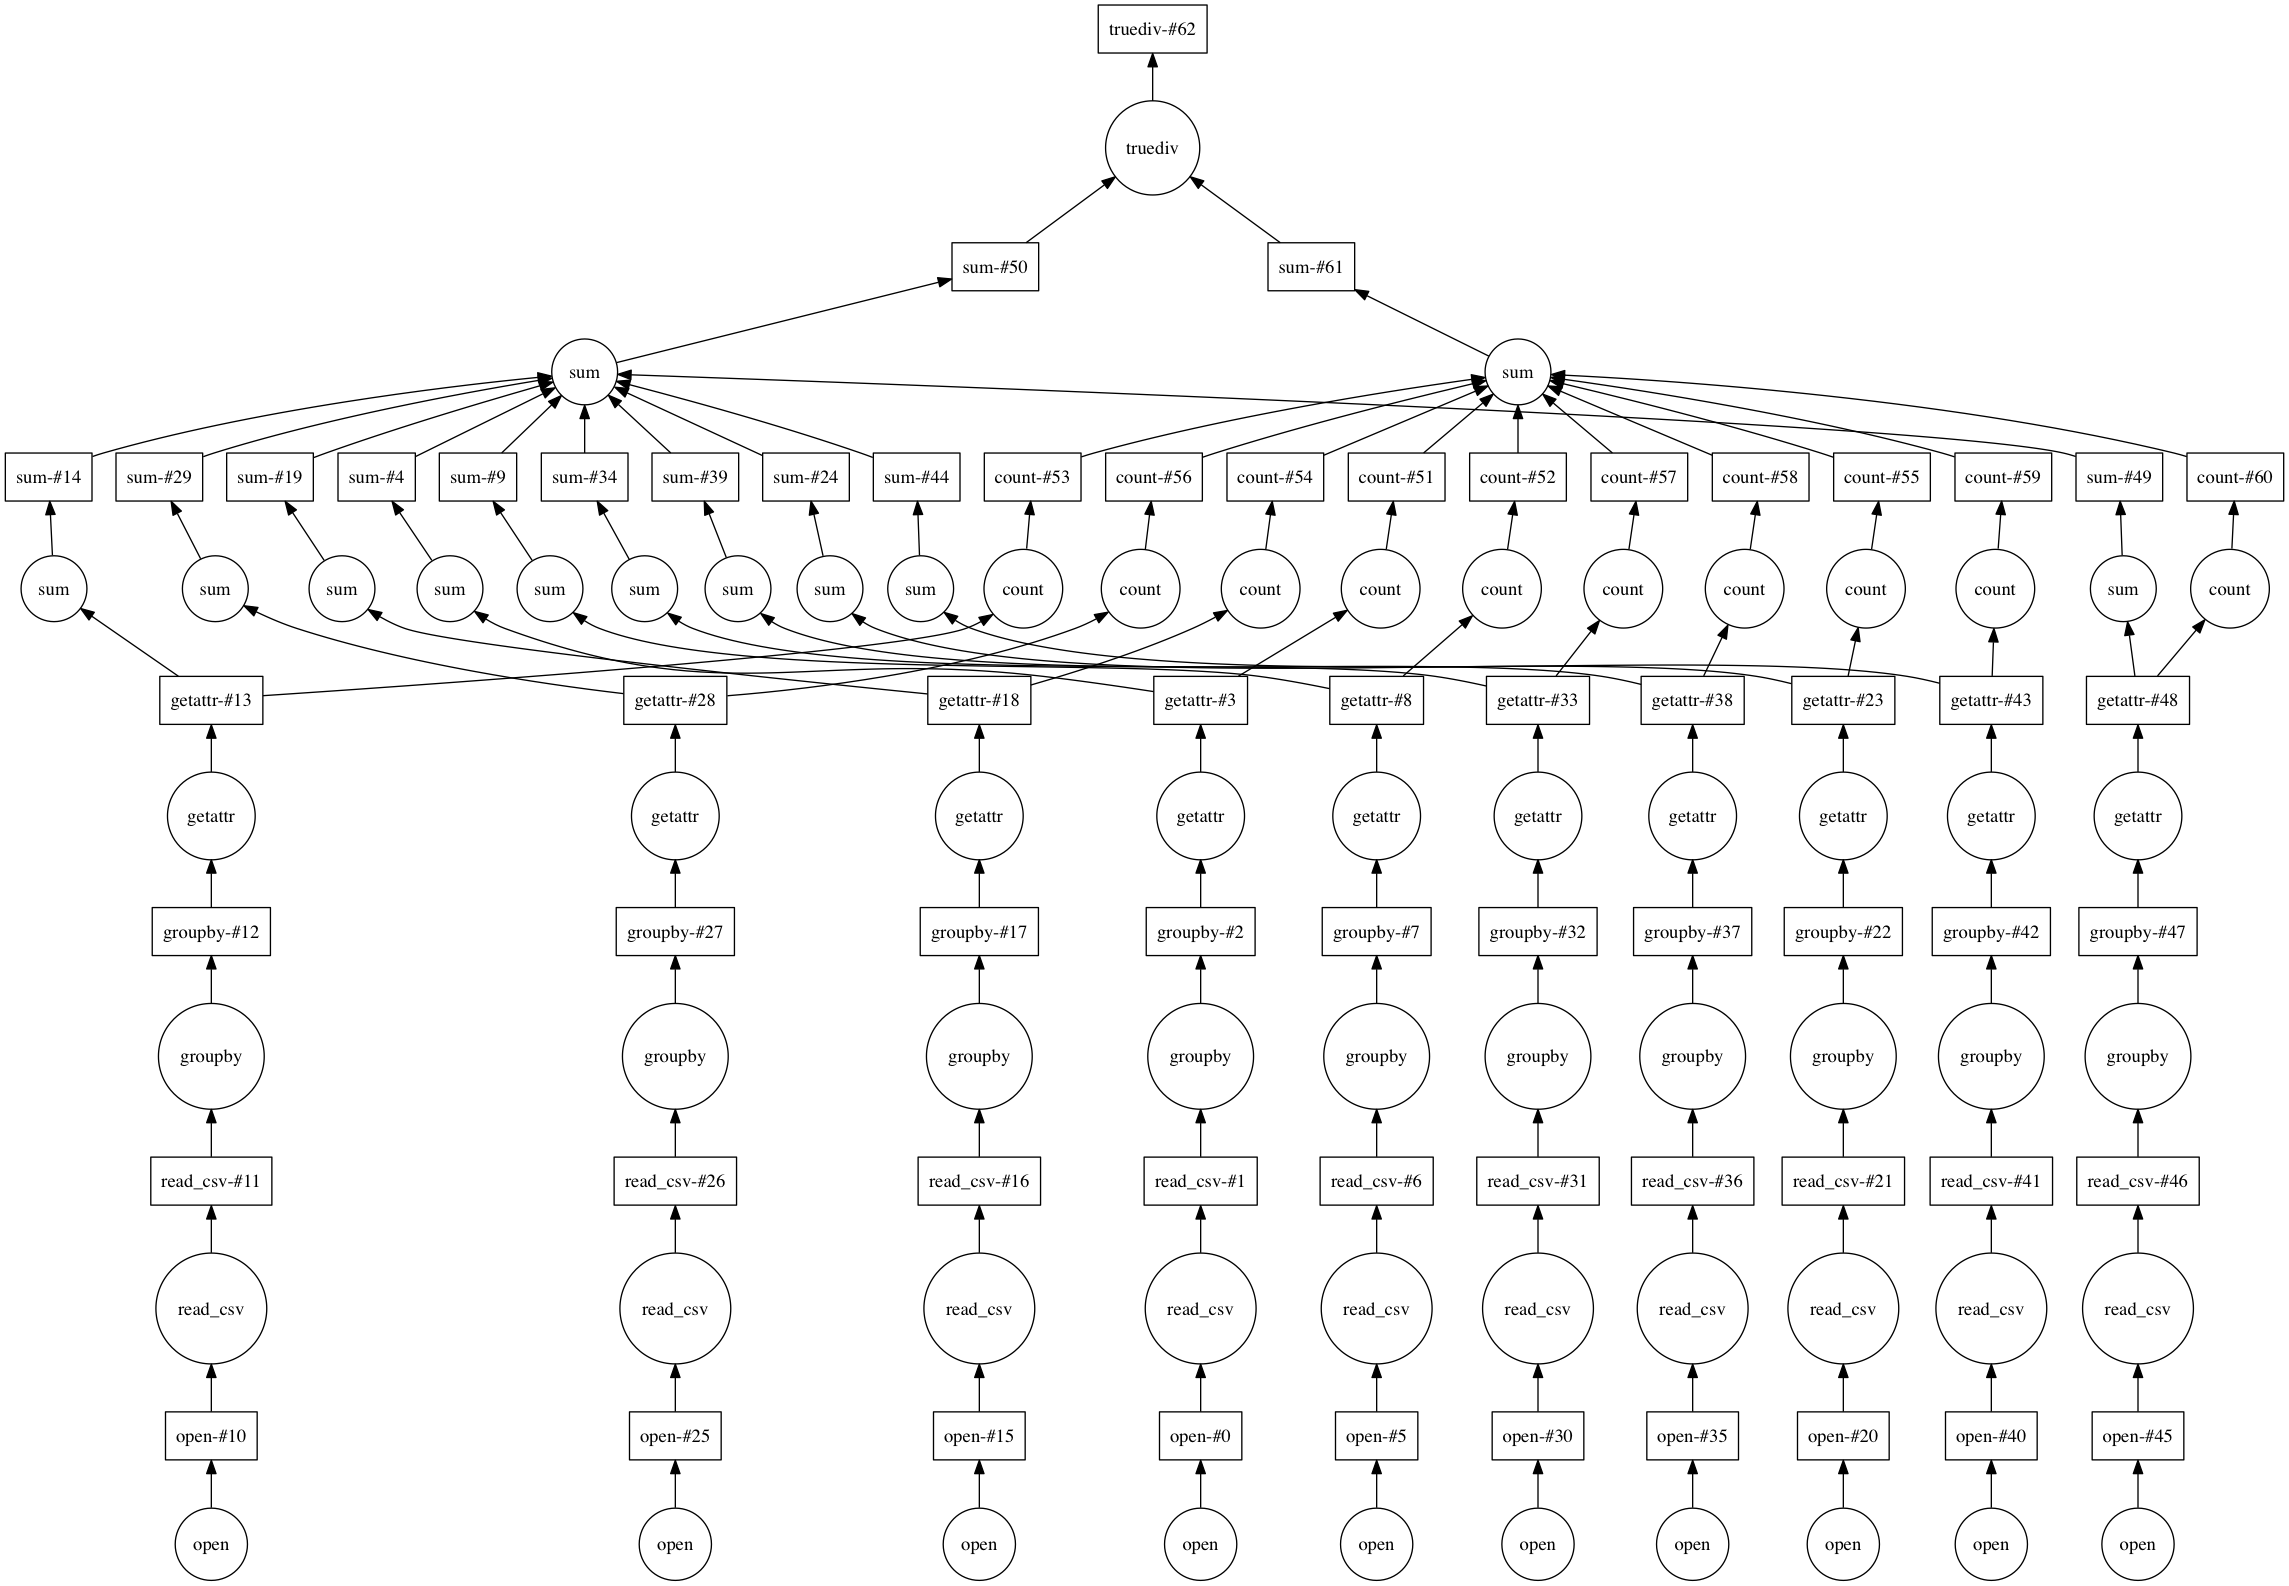 truediv-#62
truediv
sum-#50 sum-#61
sum sum
sum-#14 sum-#29 sum-#19 sum-#4 sum-#9 sum-#34 sum-#39 sum-#24 sum-#44 count-#53 count-#56 count-#54 count-#51 count-#52 count-#57 count-#58 count-#55 count-#59 sum-#49 count-#60
sum sum sum sum sum sum sum sum sum count count count count count count count count count sum count
getattr-#13 getattr-#28 getattr-#18 getattr-#3 getattr-#8 getattr-#33 getattr-#38 getattr-#23 getattr-#43 getattr-#48
getattr getattr getattr getattr getattr getattr getattr getattr getattr getattr
groupby-#12 groupby-#27 groupby-#17 groupby-#2 groupby-#7 groupby-#32 groupby-#37 groupby-#22 groupby-#42 groupby-#47
groupby groupby groupby groupby groupby groupby groupby groupby groupby groupby
read_csv-#11 read_csv-#26 read_csv-#16 read_csv-#1 read_csv-#6 read_csv-#31 read_csv-#36 read_csv-#21 read_csv-#41 read_csv-#46
read_csv read_csv read_csv read_csv read_csv read_csv read_csv read_csv read_csv read_csv
open-#10 open-#25 open-#15 open-#0 open-#5 open-#30 open-#35 open-#20 open-#40 open-#45
open open open open open open open open open open